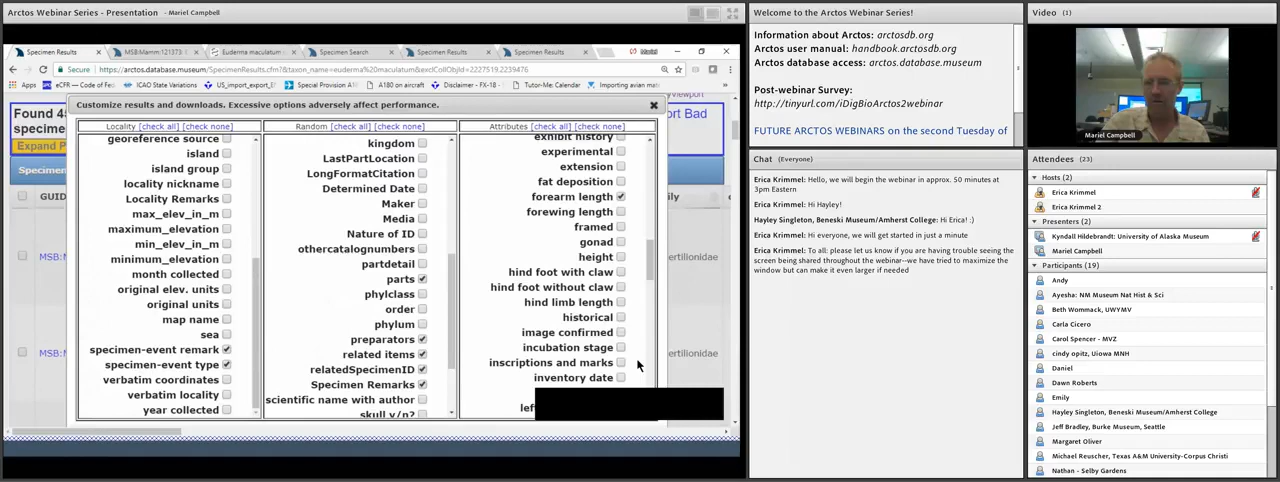 Arctos Webinar Series - Presentation - Mariel Campbell
Specimen Results
MSB:Mamm:121373
Euderma maculatum
Specimen Search
Specimen Results
Specimen Results
Mariel
Secure
https://arctos.database.museum/SpecimenResults.cfm?&taxon_name=euderma%20maculatum&exclCollObjId=2227519,2239476
Apps
eCFR — Code of Fed
ICAO State Variations
US_import_export_E
Special Provision A1
A180 on aircraft
Disclaimer - FX-18 -
Tutor-Me: Calendar
Importing avian mat
Found 4
specime
Expand P
Specimen
GUID
MSB:M
MSB:M
ort Bad
ily
ertilionidae
ertilionidae
Customize results and downloads. Excessive options adversely affect performance.
Locality [check all] [check none]
georeference source
island
island group
locality nickname
Locality Remarks
max_elev_in_m
maximum_elevation
min_elev_in_m
minimum_elevation
month collected
original elev. units
original units
map name
sea
specimen-event remark
specimen-event type
verbatim coordinates
verbatim locality
year collected
Random [check all] [check none]
kingdom
LastPartLocation
LongFormatCitation
Determined Date
Maker
Media
Nature of ID
othercatalognumbers
partdetail
parts
phylclass
order
phylum
preparators
related items
relatedSpecimenID
Specimen Remarks
scientific name with author
skull y/n?
Attributes [check all] [check none]
exhibit history
experimental
extension
fat deposition
forearm length
forewing length
framed
gonad
height
hind foot with claw
hind foot without claw
hind limb length
historical
image confirmed
incubation stage
inscriptions and marks
inventory date
left
Welcome to the Arctos Webinar Series!
Information about Arctos: arctosdb.org
Arctos user manual: handbook.arctosdb.org
Arctos database access: arctos.database.museum
Post-webinar Survey:
http://tinyurl.com/iDigBioArctos2webinar
FUTURE ARCTOS WEBINARS on the second Tuesday of
Chat (Everyone)
Erica Krimmel: Hello, we will begin the webinar in approx. 50 minutes at
3pm Eastern
Erica Krimmel: Hi Hayley!
Hayley Singleton, Beneski Museum/Amherst College: Hi Erica! :)
Erica Krimmel: Hi everyone, we will get started in just a minute
Erica Krimmel: To all: please let us know if you are having trouble seeing the
screen being shared throughout the webinar--we have tried to maximize the
window but can make it even larger if needed
Video (1)
Mariel Campbell
Attendees (23)
Hosts (2)
Erica Krimmel
Erica Krimmel 2
Presenters (2)
Kyndall Hildebrandt: University of Alaska Museum
Mariel Campbell
Participants (19)
Andy
Ayesha: NM Museum Nat Hist & Sci
Beth Wommack, UWYMV
Carla Cicero
Carol Spencer - MVZ
cindy opitz, Uiowa MNH
Daniel
Dawn Roberts
Emily
Hayley Singleton, Beneski Museum/Amherst College
Jeff Bradley, Burke Museum, Seattle
Margaret Oliver
Michael Reuscher, Texas A&M University-Corpus Christi
Nathan - Selby Gardens